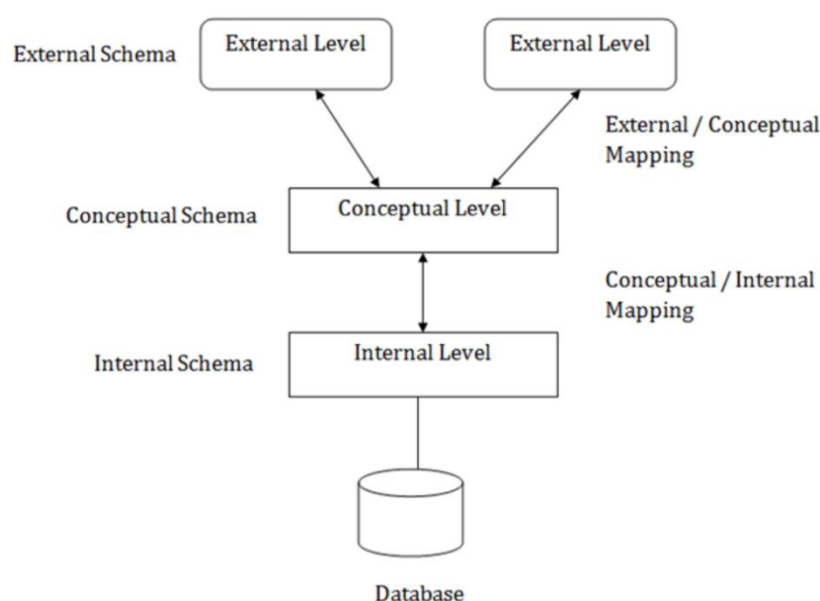 External Schema
External Level
External Level
External / Conceptual
Mapping
Conceptual Schema
Conceptual Level
Conceptual / Internal
Mapping
Internal Schema
Internal Level
Database